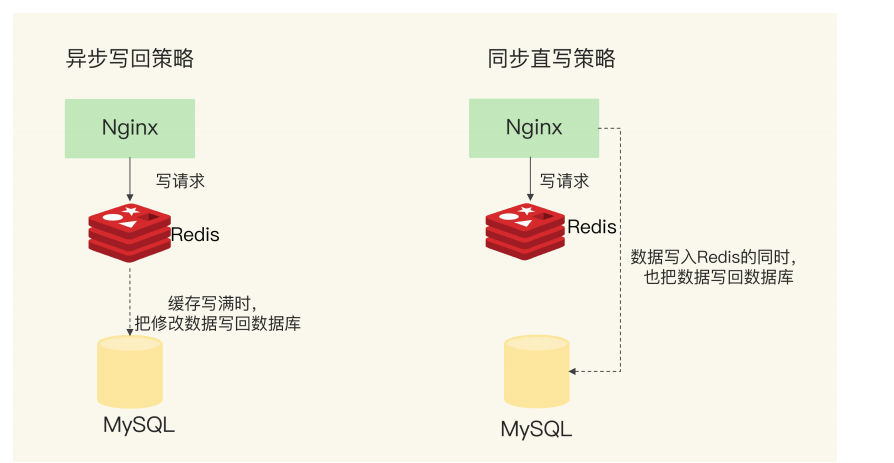 异步写回策略
Nginx
写请求
Redis
缓存写满时,
把修改数据写回数据库
MySQL
同步直写策略
Nginx
写请求
Redis
数据写入Redis的同时,
也把数据写回数据库
MySQL